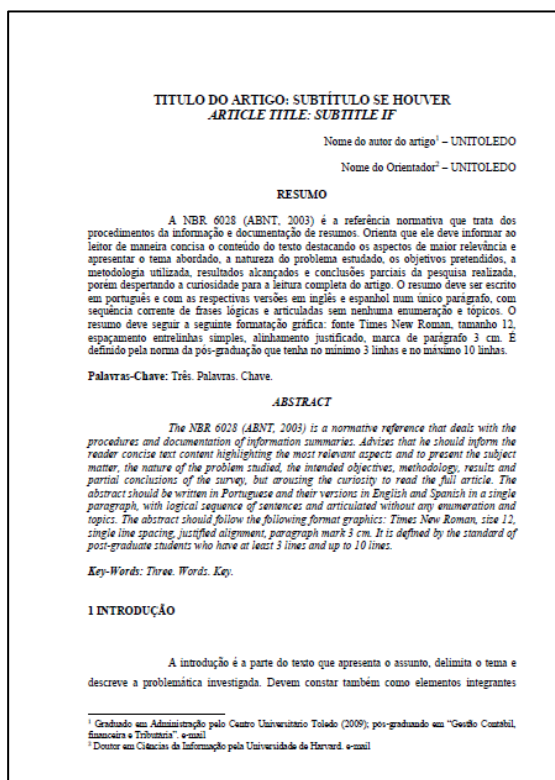 TITULO DO ARTIGO: SUBTÍTULO SE HOUVER
ARTICLE TITLE: SUBTITLE IF
Nome do autor do artigo¹ – UNITOLEDO
Nome do Orientador² – UNITOLEDO
RESUMO
A NBR 6028 (ABNT, 2003) é a referência normativa que trata dos
procedimentos da informação e documentação de resumos. Orienta que ele deve informar ao
leitor de maneira concisa o conteúdo do texto destacando os aspectos de maior relevância e
apresentar o tema abordado, a natureza do problema estudado, os objetivos pretendidos, a
metodologia utilizada, resultados alcançados e conclusões parciais da pesquisa realizada,
porém despertando a curiosidade para a leitura completa do artigo. O resumo deve ser escrito
em português e com as respectivas versões em inglês e espanhol num único parágrafo, com
sequência corrente de frases lógicas e articuladas sem nenhuma enumeração e tópicos. O
resumo deve seguir a seguinte formatação gráfica: fonte Times New Roman, tamanho 12,
espaçamento entrelinhas simples, alinhamento justificado, marca de parágrafo 3 cm. É
definido pela norma da pós-graduação que tenha no mínimo 3 linhas e no máximo 10 linhas.
Palavras-Chave: Três. Palavras. Chave.
ABSTRACT
The NBR 6028 (ABNT, 2003) is a normative reference that deals with the
procedures and documentation of information summaries. Advises that he should inform the
reader concise text content highlighting the most relevant aspects and to present the subject
matter, the nature of the problem studied, the intended objectives, methodology, results and
partial conclusions of the survey, but arousing the curiosity to read the full article. The
abstract should be written in Portuguese and their versions in English and Spanish in a single
paragraph, with logical sequence of sentences and articulated without any enumeration and
topics. The abstract should follow the following format graphics: Times New Roman, size 12,
single line spacing, justified alignment, paragraph mark 3 cm. It is defined by the standard of
post-graduate students who have at least 3 lines and up to 10 lines.
Key-Words: Three. Words. Key.
1 INTRODUÇÃO
A introdução é a parte do texto que apresenta o assunto, delimita o tema e
descreve a problemática investigada. Devem constar também como elementos integrantes
¹ Graduado em Administração pelo Centro Universitário Toledo (2009); pós-graduando em “Gestão Contábil,
financeira e Tributária”. e-mail
² Doutor em Ciências da Informação pela Universidade de Harvard. e-mail